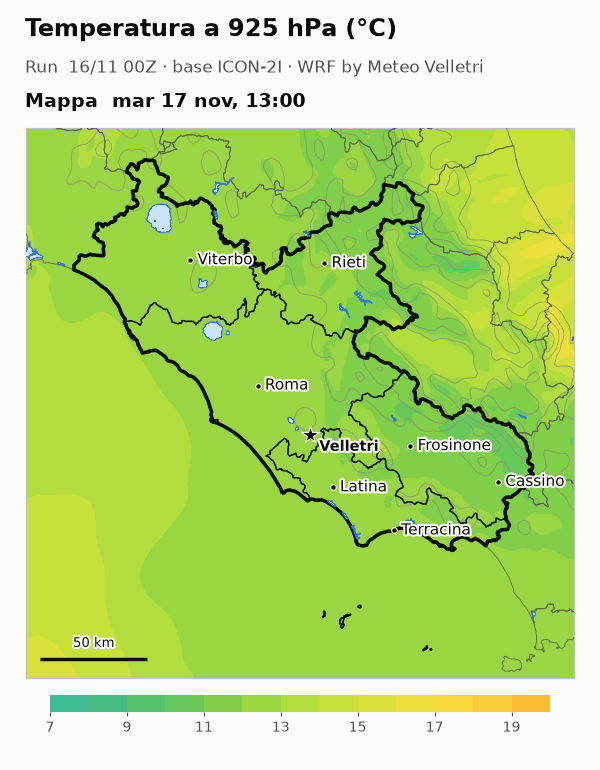 Temperatura a 925 hPa (°C)
Run  16/11 00Z · base ICON-2I · WRF by Meteo Velletri
Mappa  mar 17 nov, 13:00
Viterbo
Rieti
Roma
Velletri
Frosinone
Cassino
Latina
Terracina
50 km
7 9 11 13 15 17 19